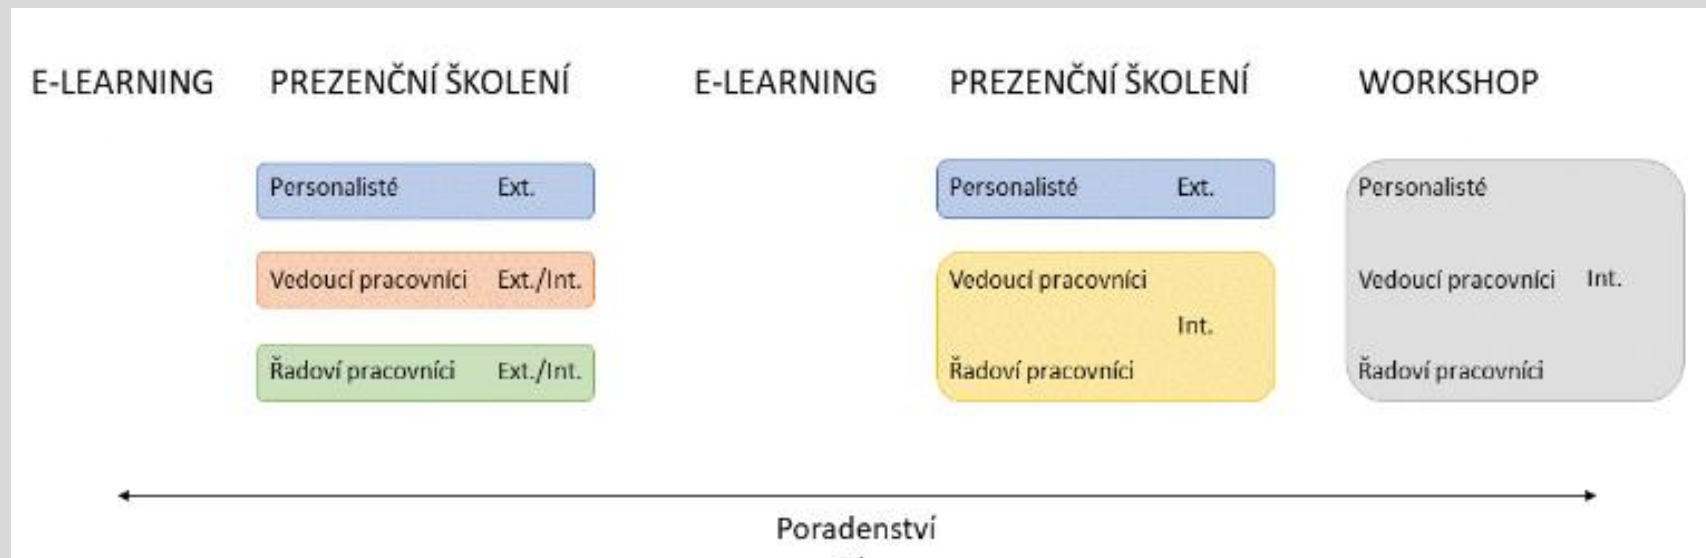 E-LEARNING PREZENČNÍ ŠKOLENÍ E-LEARNING PREZENČNÍ ŠKOLENÍ WORKSHOP
Personalisté Ext. Personalisté Ext. Personalisté
Vedoucí pracovníci Ext./Int. Vedoucí pracovníci Vedoucí pracovníci Int.
Int.
Řadoví pracovníci Ext./Int. Řadoví pracovníci Řadoví pracovníci
Poradenství